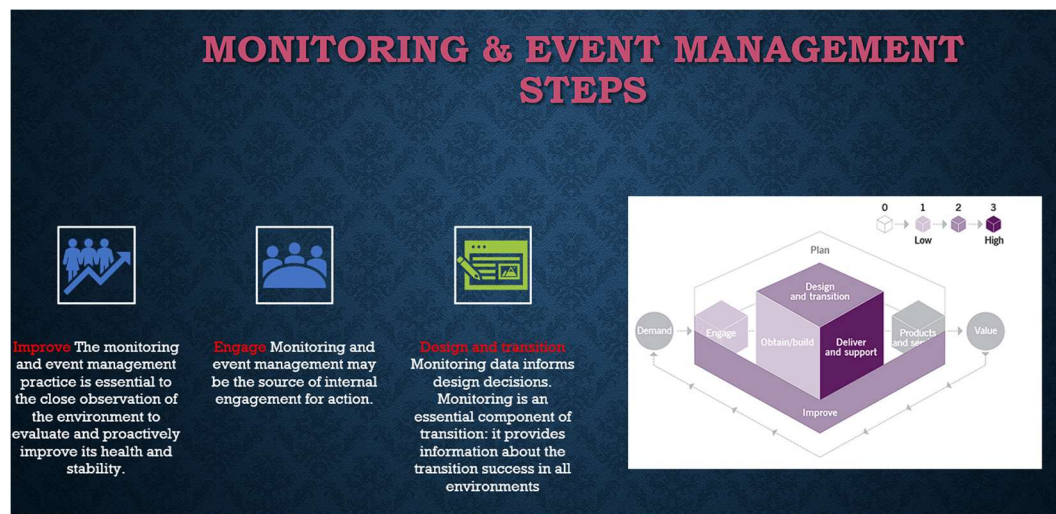 MONITORING & EVENT MANAGEMENT
STEPS
Improve The monitoring
and event management
practice is essential to
the close observation of
the environment to
evaluate and proactively
improve its health and
stability.
Engage Monitoring and
event management may
be the source of internal
engagement for action.
Design and transition
Monitoring data informs
design decisions.
Monitoring is an
essential component of
transition: it provides
information about the
transition success in all
environments
0 1 2 3
Low High
Plan
Design
and transition
Demand
Engage
Obtain/build
Deliver
and support
Products
and
Value
Improve